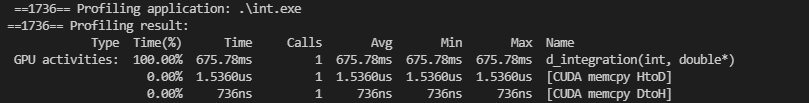 ==1736== Profiling application: .\int.exe
==1736== Profiling result:
Type Time(%) Time Calls Avg Min Max Name
GPU activities: 100.00% 675.78ms 1 675.78ms 675.78ms 675.78ms d_integration(int, double*)
0.00% 1.5360us 1 1.5360us 1.5360us 1.5360us [CUDA memcpy HtoD]
0.00% 736ns 1 736ns 736ns 736ns [CUDA memcpy DtoH]